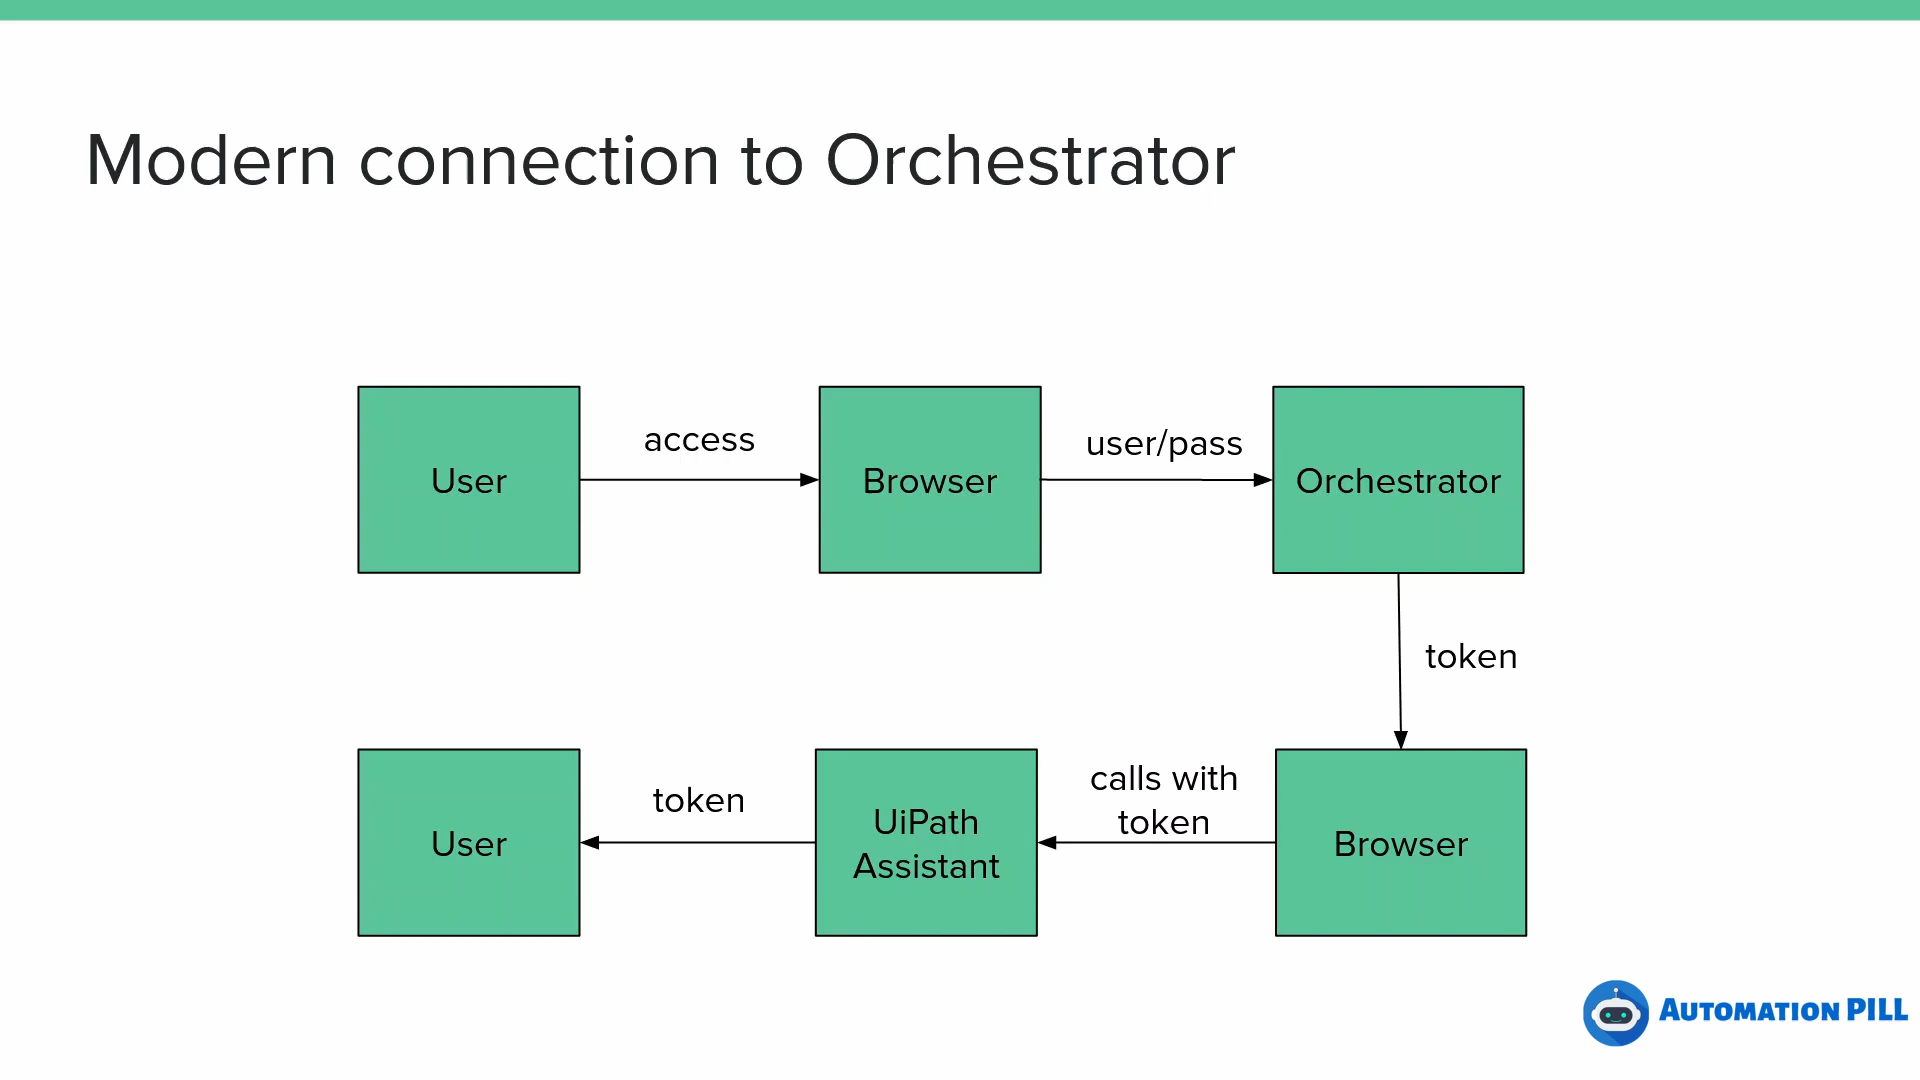 Modern connection to Orchestrator
User
access
Browser
user/pass
Orchestrator
token
User
token
UiPath
Assistant
calls with
token
Browser
AUTOMATION PILL